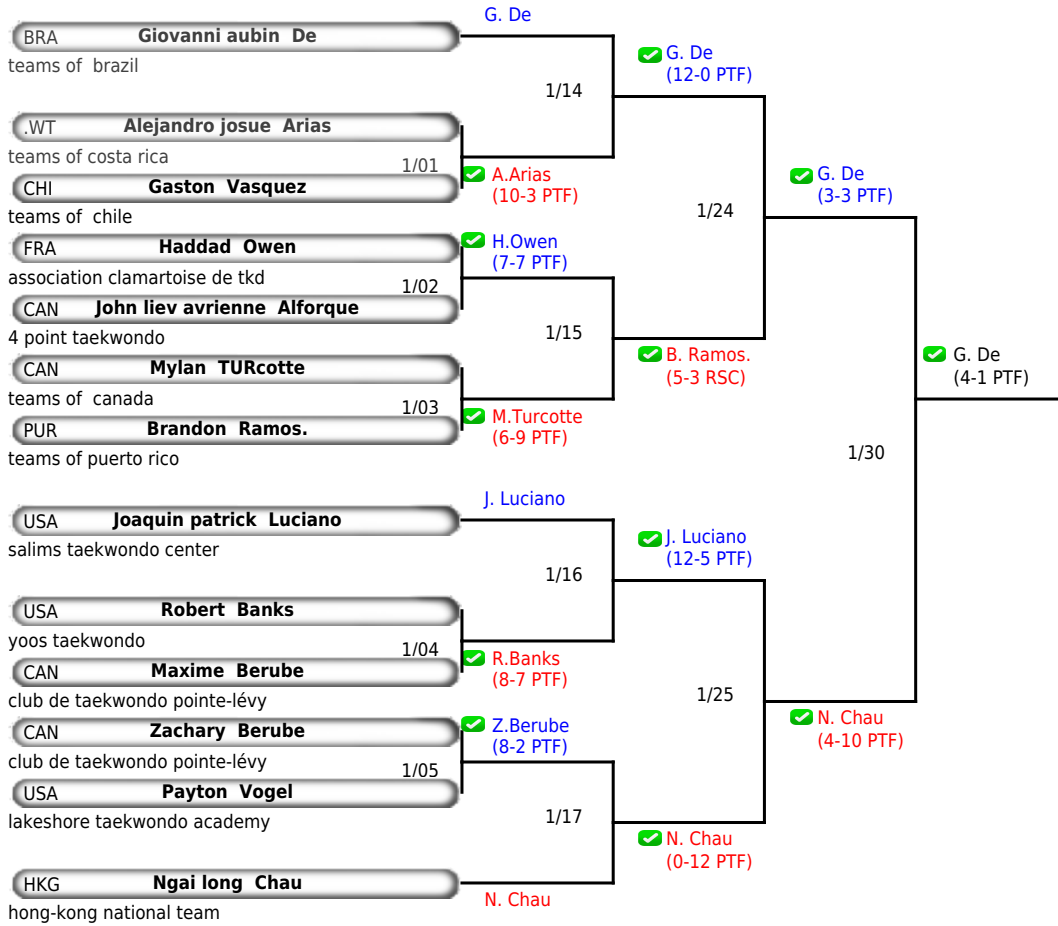 G. De
BRA Giovanni aubin De
teams of brazil
G. De
(12-0 PTF)
1/14
.WT Alejandro josue Arias
teams of costa rica
1/01
A.Arias
(10-3 PTF)
CHI Gaston Vasquez
teams of chile
G. De
(3-3 PTF)
1/24
FRA Haddad Owen
association clamartoise de tkd
H.Owen
(7-7 PTF)
1/02
CAN John liev avrienne Alforque
4 point taekwondo
1/15
B. Ramos.
(5-3 RSC)
CAN Mylan TURcotte
teams of canada
1/03
M.Turcotte
(6-9 PTF)
PUR Brandon Ramos.
teams of puerto rico
G. De
(4-1 PTF)
1/30
J. Luciano
USA Joaquin patrick Luciano
salims taekwondo center
J. Luciano
(12-5 PTF)
1/16
USA Robert Banks
yoos taekwondo
1/04
R.Banks
(8-7 PTF)
CAN Maxime Berube
club de taekwondo pointe-lévy
1/25
N. Chau
(4-10 PTF)
CAN Zachary Berube
club de taekwondo pointe-lévy
Z.Berube
(8-2 PTF)
1/05
USA Payton Vogel
lakeshore taekwondo academy
1/17
N. Chau
(0-12 PTF)
HKG Ngai long Chau
hong-kong national team
N. Chau